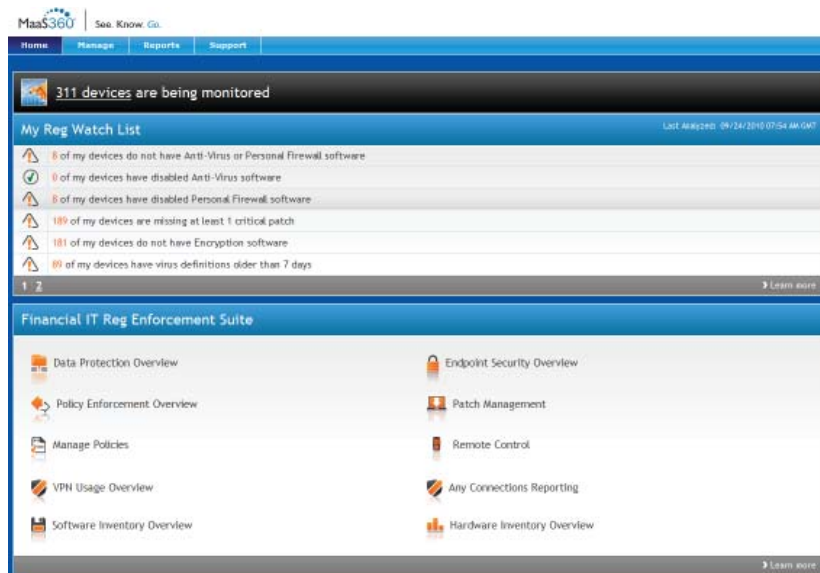 MaaS360 See. Know. Go.
Home Manage Reports Support
311 devices are being monitored
My Reg Watch List Last Analyzed: 09/24/2010 07:54 AM GMT
8 of my devices do not have Anti-Virus or Personal Firewall software
0 of my devices have disabled Anti-Virus software
8 of my devices have disabled Personal Firewall software
189 of my devices are missing at least 1 critical patch
181 of my devices do not have Encryption software
89 of my devices have virus definitions older than 7 days
1 2 Learn more
Financial IT Reg Enforcement Suite
Data Protection Overview Endpoint Security Overview
Policy Enforcement Overview Patch Management
Manage Policies Remote Control
VPN Usage Overview Any Connections Reporting
Software Inventory Overview Hardware Inventory Overview
Learn more